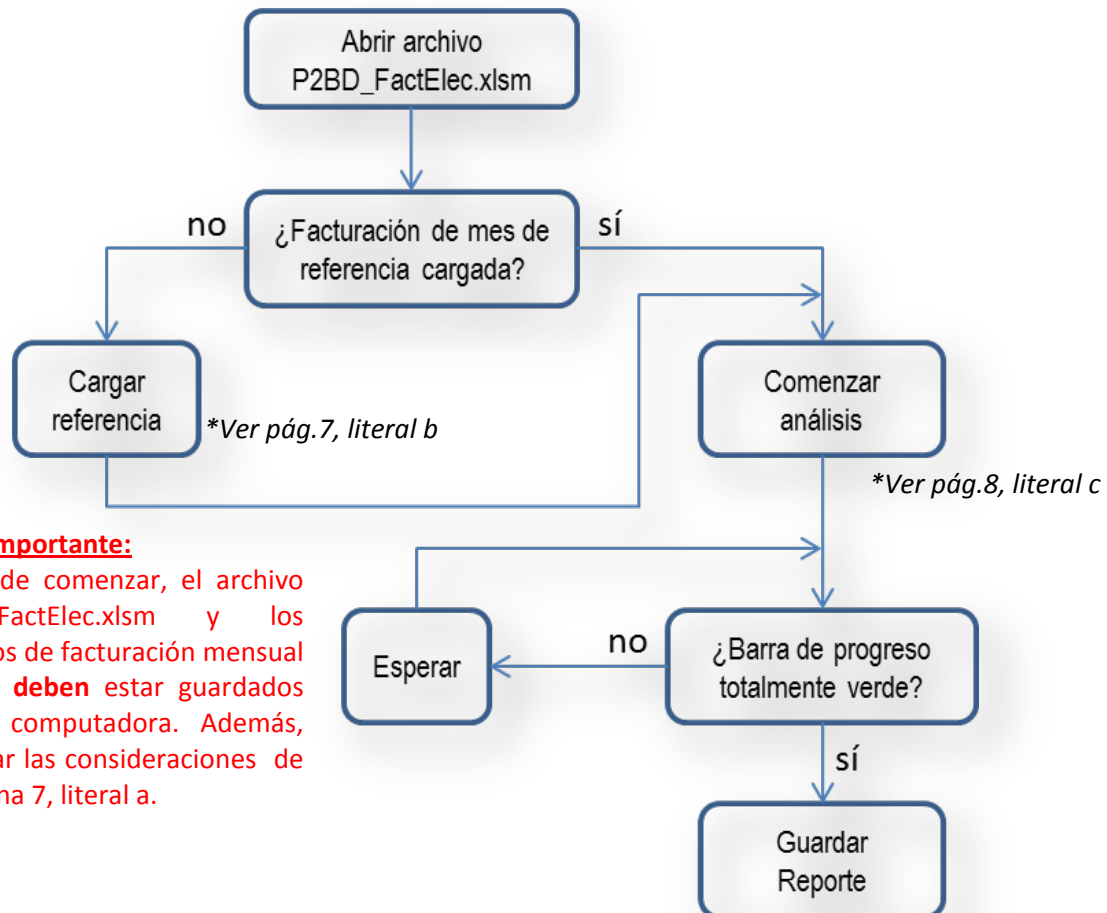 Abrir archivo
P2BD_FactElec.xlsm
no
¿Facturación de mes de
referencia cargada?
sí
Cargar
referencia
*Ver pág.7, literal b
Comenzar
análisis
*Ver pág.8, literal c
mportante:
de comenzar, el archivo
FactElec.xlsm y los
os de facturación mensual
deben estar guardados
computadora. Además,
ar las consideraciones de
na 7, literal a.
Esperar
no
¿Barra de progreso
totalmente verde?
sí
Guardar
Reporte